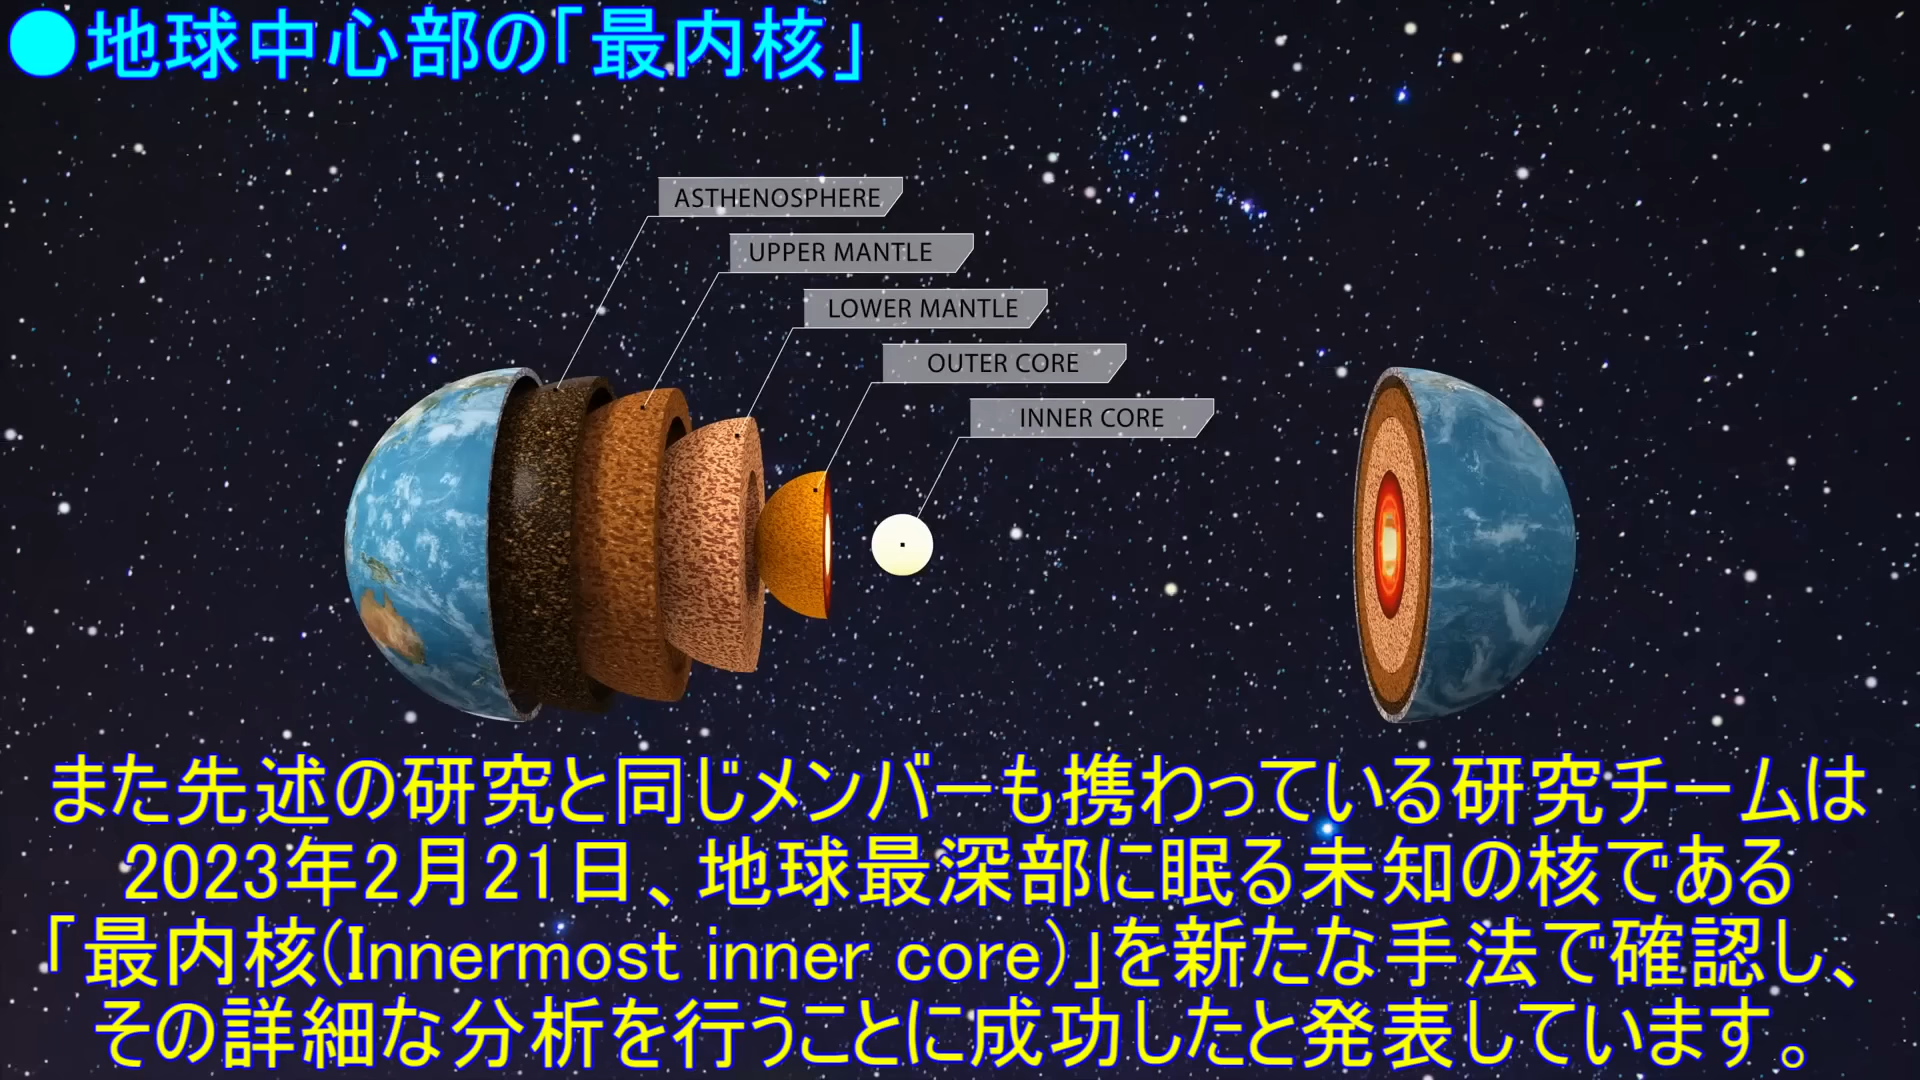 ●地球中心部の「最内核」
ASTHENOSPHERE
UPPER MANTLE
LOWER MANTLE
OUTER CORE
INNER CORE
また先述の研究と同じメンバーも携わっている研究チームは
2023年2月21日、地球最深部に眠る未知の核である
「最内核(Innermost inner core)」を新たな手法で確認し、
その詳細な分析を行うことに成功したと発表しています。